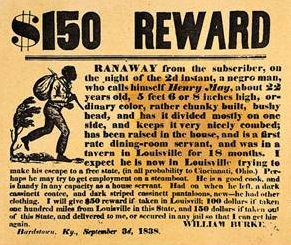 $150 REWARD
RANAWAY from the subscriber, on
the night of the 2d instant, a negro man,
who calls himself Henry May, about 22
years old, 5 feet 6 or 8 inches high, or-
dinary color, rather chunky built, bushy
head, and has it divided mostly on one
side, and keeps it very nicely combed;
has been raised in the house, and is a first
rate dining-room servant, and was in a
tavern in Louisville for 18 months. I
expect he is now in Louisville trying to
make his escape to a free state, (in all probability to Cincinnati, Ohio.) Per-
haps he may try to get employment on a steamboat. He is a good cook, and
is handy in any capacity as a house servant. Had on when he left, a dark
cassinett coatee, and dark striped cassinett pantaloons, new--he had other
clothing. I will give $50 reward if taken in Louisvill; 100 dollars if taken
one hundred miles from Louisville in this State, and 150 dollars if taken out
of this State, and delivered to me, or secured in any jail so that I can get him
again. WILLIAM BURKE.
Bardstown, Ky., September 3d, 1838.